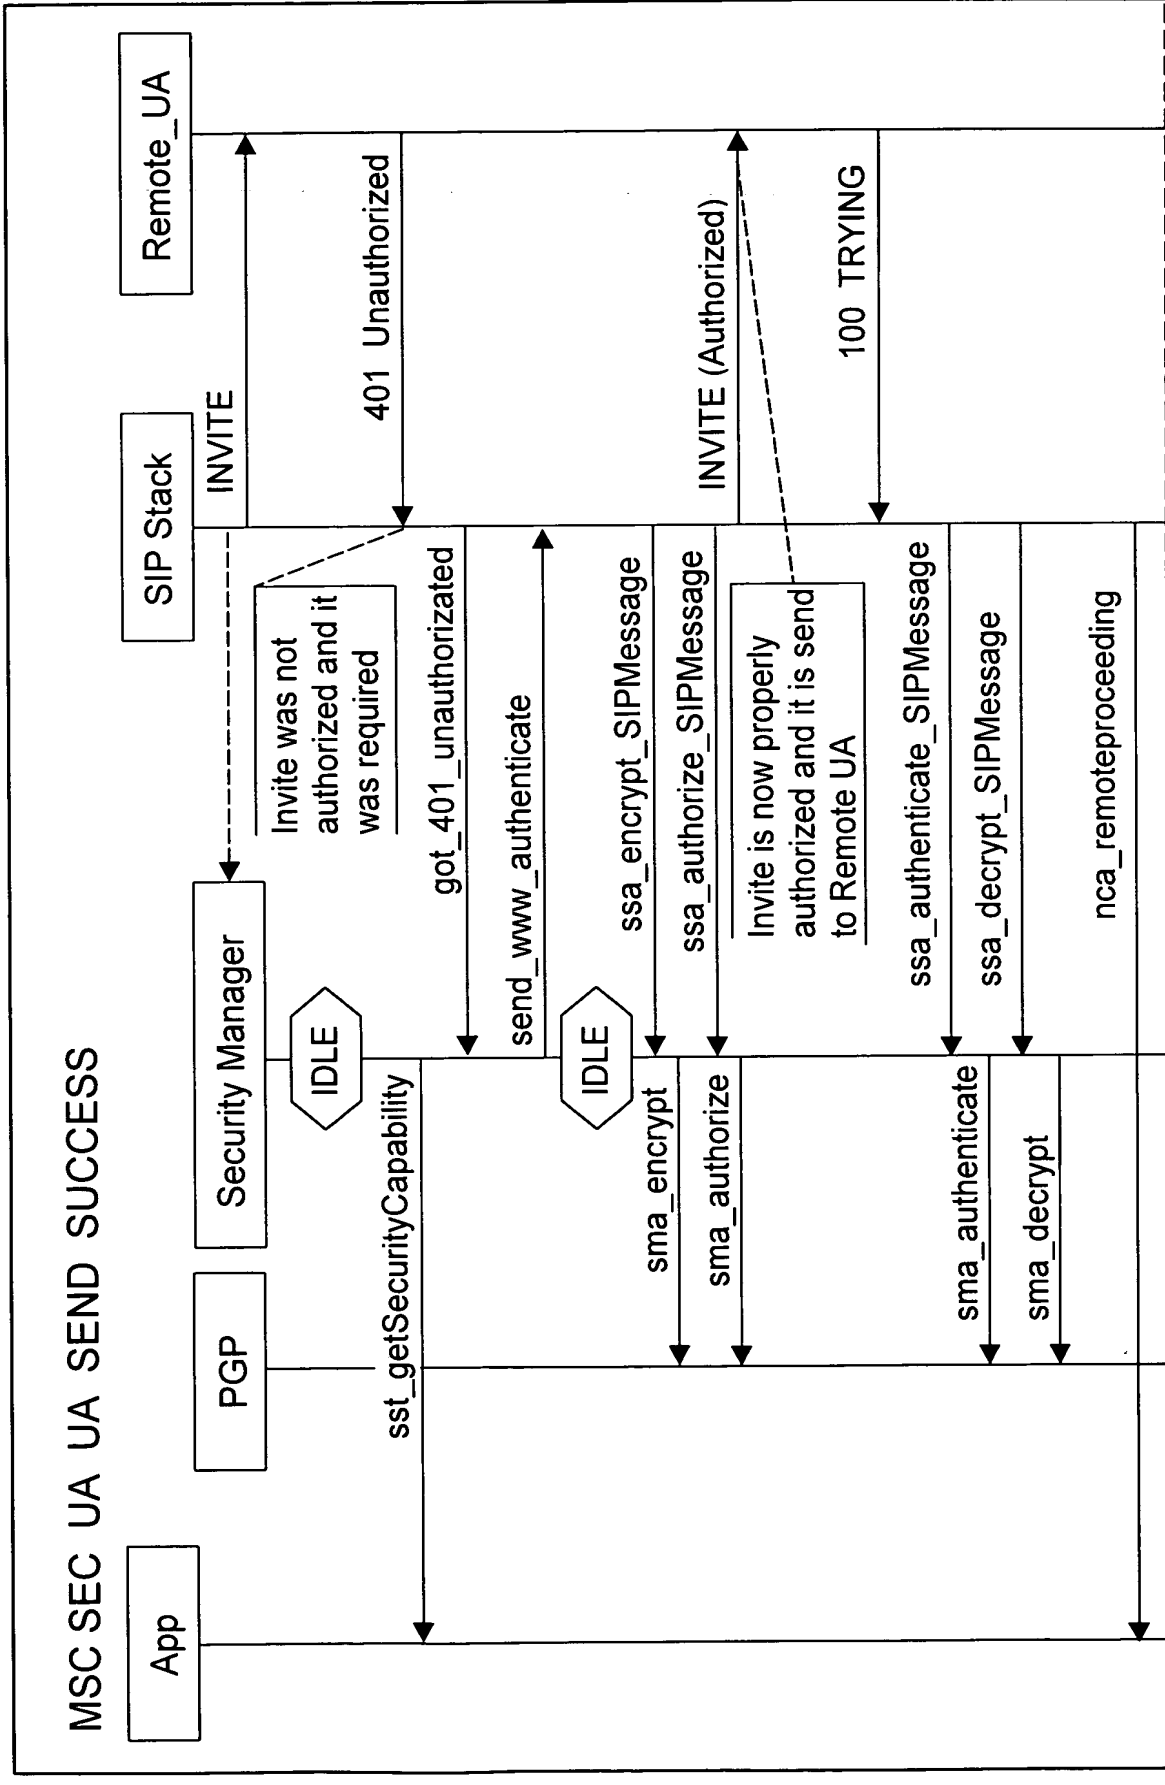 MSC SEC UA UA SEND SUCCESS
App
PGP
Security Manager
SIP Stack
Remote_UA
INVITE
IDLE
Invite was not
authorized and it
was required
401 Unauthorized
sst_getSecurityCapability
got_401_unauthorizated
send_www_authenticate
IDLE
ssa_encrypt_SIPMessage
sma_encrypt
ssa_authorize_SIPMessage
sma_authorize
INVITE (Authorized)
Invite is now properly
authorized and it is send
to Remote UA
100 TRYING
ssa_authenticate_SIPMessage
sma_authenticate
ssa_decrypt_SIPMessage
sma_decrypt
nca_remoteproceeding